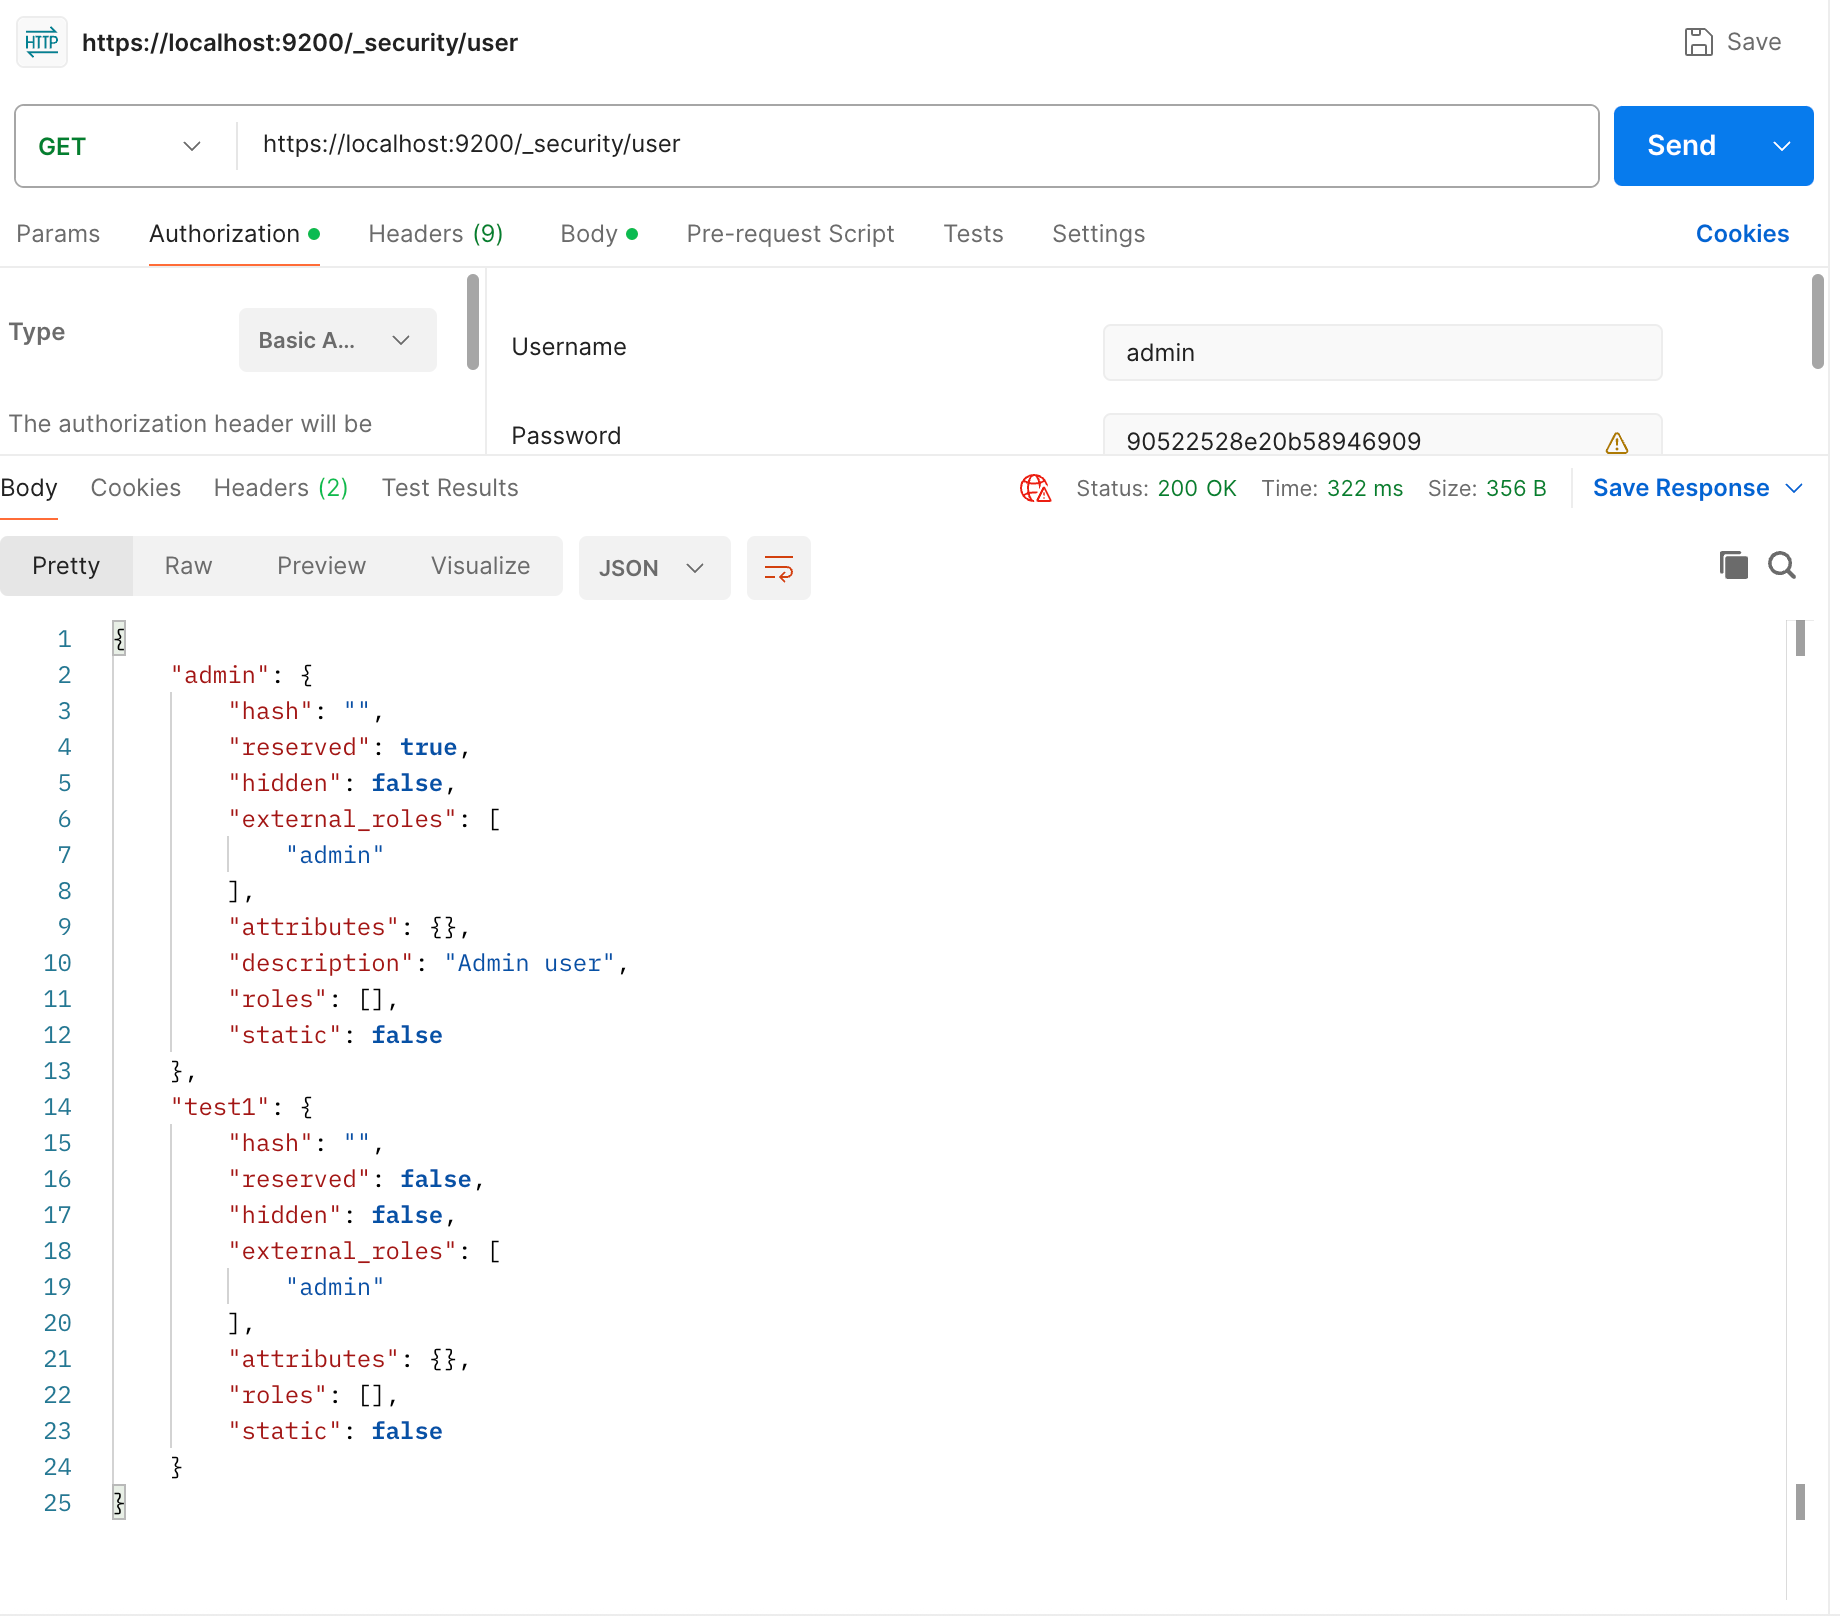 HTTP https://localhost:9200/_security/user Save
GET https://localhost:9200/_security/user Send
Params Authorization Headers (9) Body Pre-request Script Tests Settings Cookies
Type Basic A...
Username admin
The authorization header will be
Password 90522528e20b58946909
Body Cookies Headers (2) Test Results Status: 200 OK Time: 322 ms Size: 356 B Save Response
Pretty Raw Preview Visualize JSON
1 {
2 "admin": {
3 "hash": "",
4 "reserved": true,
5 "hidden": false,
6 "external_roles": [
7 "admin"
8 ],
9 "attributes": {},
10 "description": "Admin user",
11 "roles": [],
12 "static": false
13 },
14 "test1": {
15 "hash": "",
16 "reserved": false,
17 "hidden": false,
18 "external_roles": [
19 "admin"
20 ],
21 "attributes": {},
22 "roles": [],
23 "static": false
24 }
25 }